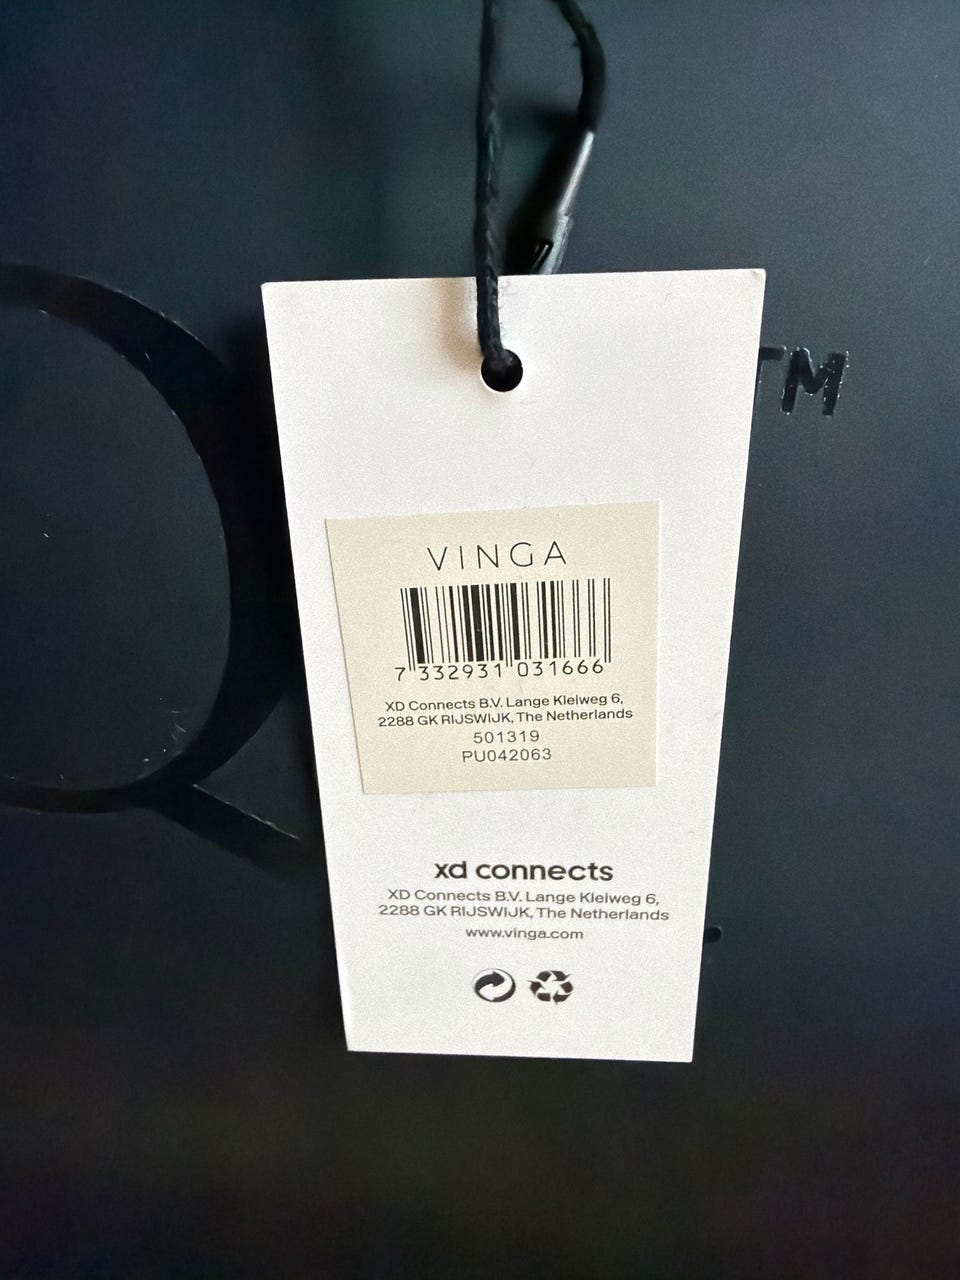 TM
VINGA
7 332931 031666
XD Connects B.V. Lange Kleiweg 6,
2288 GK RIJSWIJK, The Netherlands
501319
PU042063
xd connects
XD Connects B.V. Lange Kleiweg 6,
2288 GK RIJSWIJK, The Netherlands
www.vinga.com